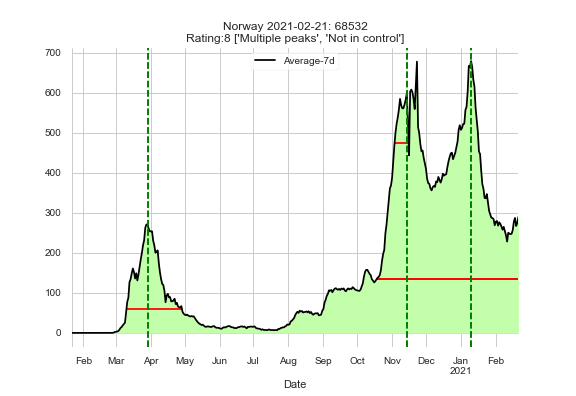 Norway 2021-02-21: 68532
Rating:8 ['Multiple peaks', 'Not in control']
Average-7d
700
600
500
400
300
200
100
0
Feb Mar Apr May Jun Jul Aug Sep Oct Nov Dec Jan Feb
2021
Date